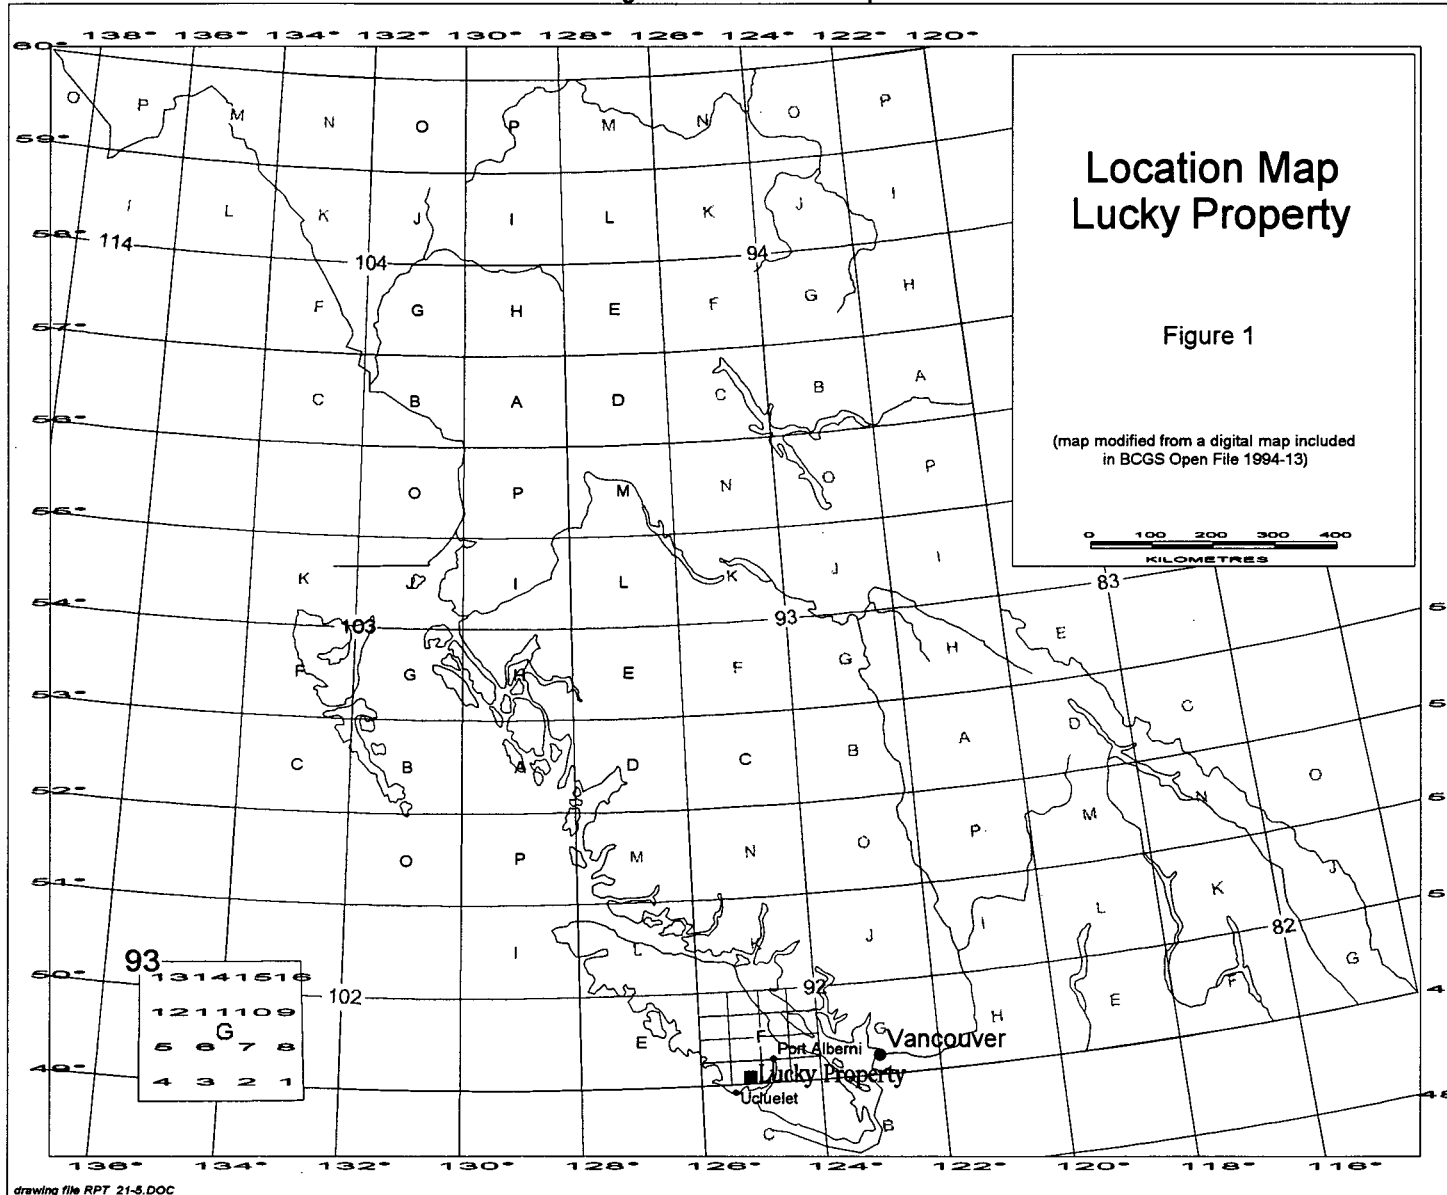 138° 136° 134° 132° 130° 128° 126° 124° 122° 120°
60°
O P M N O P M N O P
59°
I L K J I L K J I
58° 114 104 94
F G H E F G H
57°
C B A D C B A
56°
O P M N O P
55°
K J I L K J I
54° 103 93 83
F G H E F G H E
53°
C B A D C B A D C
52°
O P M N O P M N O
51°
I L K J I L K J
50° 102 92 82
E F G H E F G
49°
C B
136° 134° 132° 130° 128° 126° 124° 122° 120° 118° 116°
Location Map
Lucky Property
Figure 1
(map modified from a digital map included
in BCGS Open File 1994-13)
0 100 200 300 400
KILOMETRES
93
13 14 15 16
12 11 10 9
G
5 6 7 8
4 3 2 1
Vancouver
Port Alberni
Lucky Property
Ucluelet
drawing file RPT_21-5.DOC